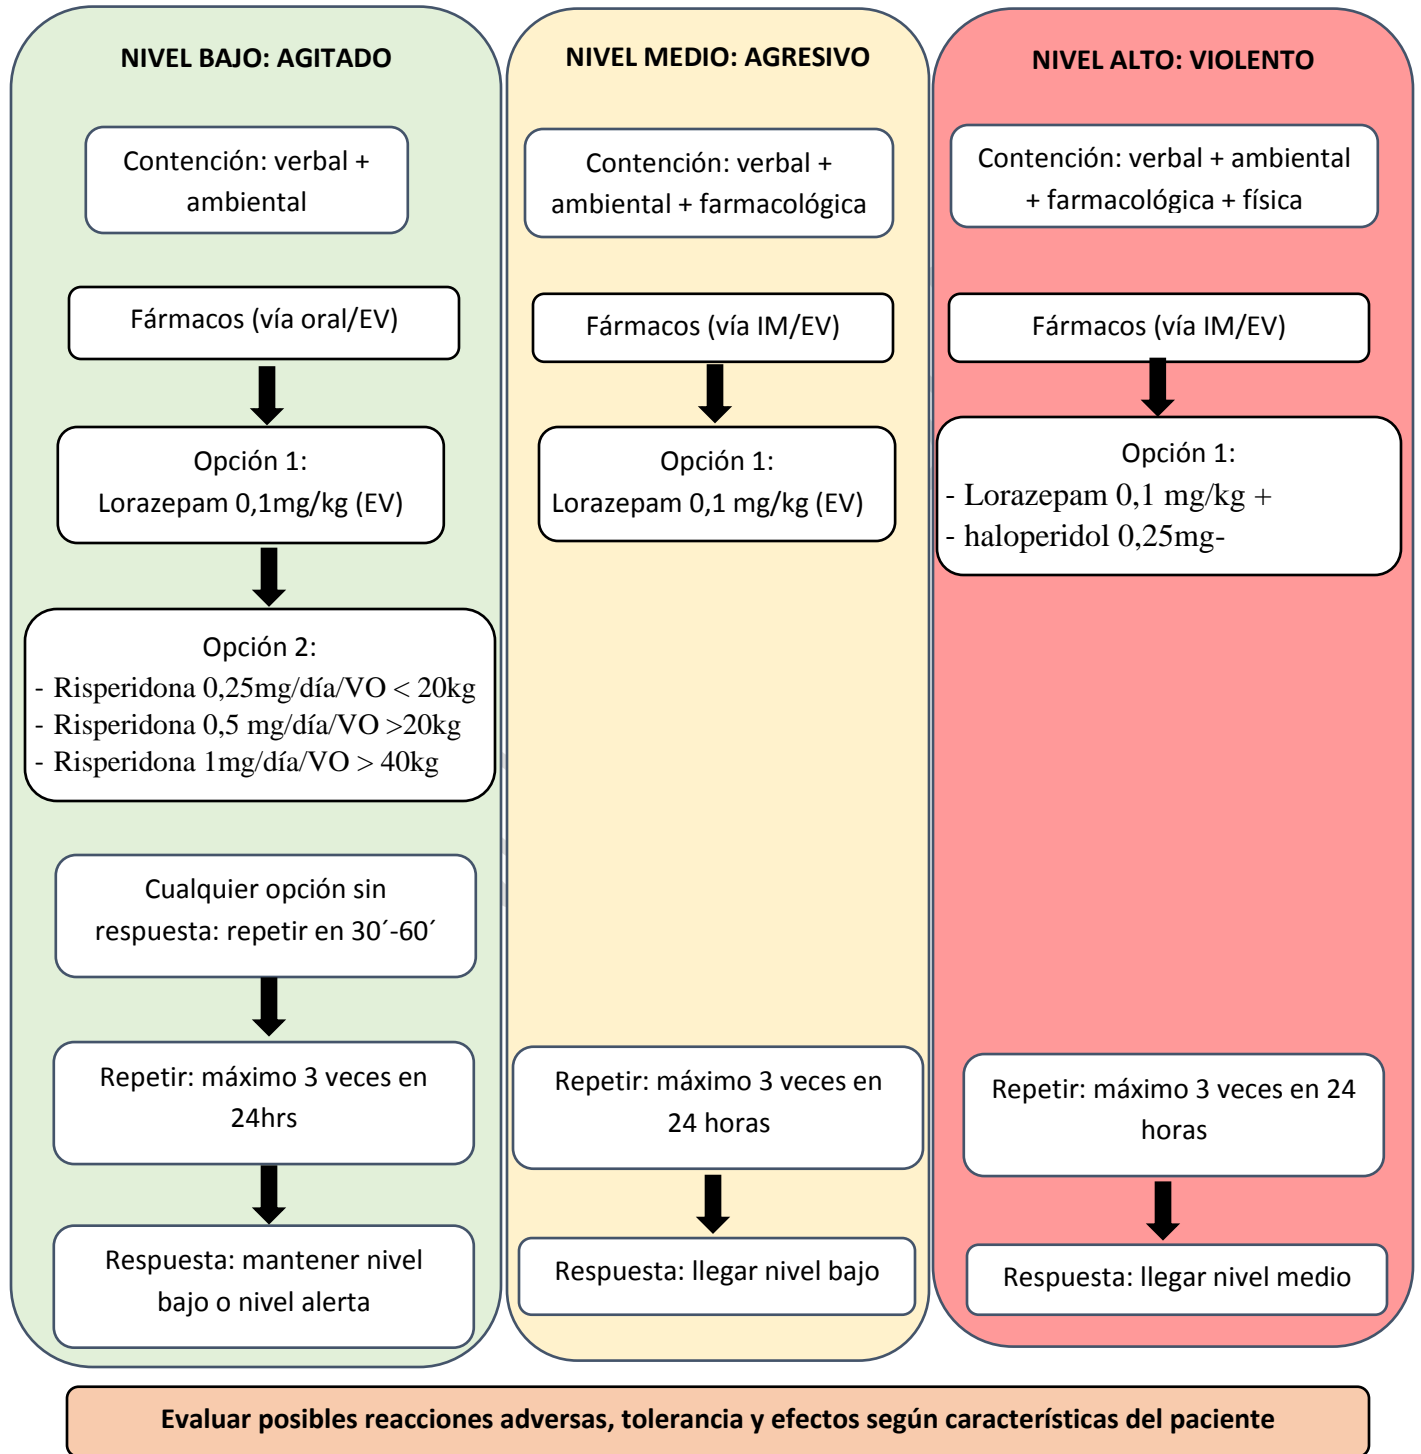 NIVEL BAJO: AGITADO
Contención: verbal +
ambiental
Fármacos (vía oral/EV)
Opción 1:
Lorazepam 0,1mg/kg (EV)
Opción 2:
- Risperidona 0,25mg/día/VO < 20kg
- Risperidona 0,5 mg/día/VO >20kg
- Risperidona 1mg/día/VO > 40kg
Cualquier opción sin
respuesta: repetir en 30´-60´
Repetir: máximo 3 veces en
24hrs
Respuesta: mantener nivel
bajo o nivel alerta
NIVEL MEDIO: AGRESIVO
Contención: verbal +
ambiental + farmacológica
Fármacos (vía IM/EV)
Opción 1:
Lorazepam 0,1 mg/kg (EV)
Repetir: máximo 3 veces en
24 horas
Respuesta: llegar nivel bajo
NIVEL ALTO: VIOLENTO
Contención: verbal + ambiental
+ farmacológica + física
Fármacos (vía IM/EV)
Opción 1:
- Lorazepam 0,1 mg/kg +
- haloperidol 0,25mg-
Repetir: máximo 3 veces en 24
horas
Respuesta: llegar nivel medio
Evaluar posibles reacciones adversas, tolerancia y efectos según características del paciente